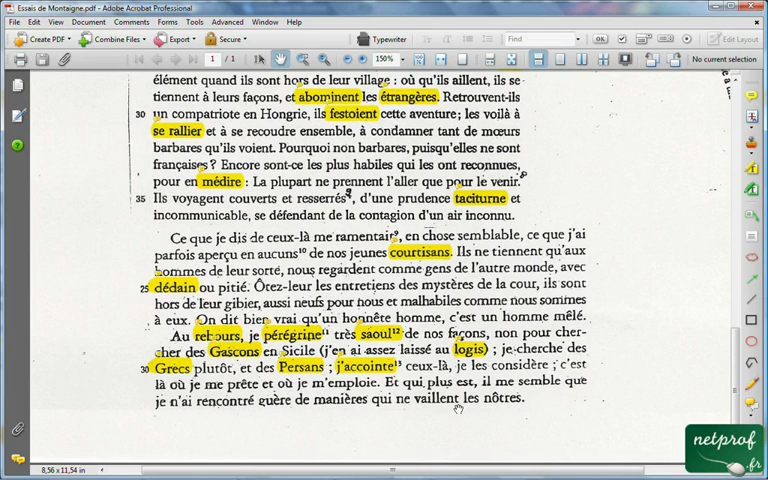 Essais de Montaigne.pdf - Adobe Acrobat Professional
File Edit View Document Comments Forms Tools Advanced Window Help
Create PDF Combine Files Export Secure Typewriter Find OK Edit Layout
1 / 1 150% No current selection
élément quand ils sont hors de leur village : où qu'ils aillent, ils se
tiennent à leurs façons, et abominent les étrangères. Retrouvent-ils
30 un compatriote en Hongrie, ils festoient cette aventure ; les voilà à
se rallier et à se recoudre ensemble, à condamner tant de mœurs
barbares qu'ils voient. Pourquoi non barbares, puisqu'elles ne sont
françaises ? Encore sont-ce les plus habiles qui les ont reconnues,
pour en médire : La plupart ne prennent l'aller que pour le venir.
35 Ils voyagent couverts et resserrés, d'une prudence taciturne et
incommunicable, se défendant de la contagion d'un air inconnu.
Ce que je dis de ceux-là me ramentait⁹, en chose semblable, ce que j'ai
parfois aperçu en aucuns¹⁰ de nos jeunes courtisans. Ils ne tiennent qu'aux
hommes de leur sorte, nous regardent comme gens de l'autre monde, avec
25 dédain ou pitié. Ôtez-leur les entretiens des mystères de la cour, ils sont
hors de leur gibier, aussi neufs pour nous et malhabiles comme nous sommes
à eux. On dit bien vrai qu'un honnête homme, c'est un homme mêlé.
Au rebours, je pérégrine¹¹ très saoul¹² de nos façons, non pour cher-
cher des Gascons en Sicile (j'en ai assez laissé au logis) ; je cherche des
30 Grecs plutôt, et des Persans ; j'accointe¹³ ceux-là, je les considère ; c'est
là où je me prête et où je m'emploie. Et qui plus est, il me semble que
je n'ai rencontré guère de manières qui ne vaillent les nôtres.
8,56 x 11,54 in
netprof
.fr